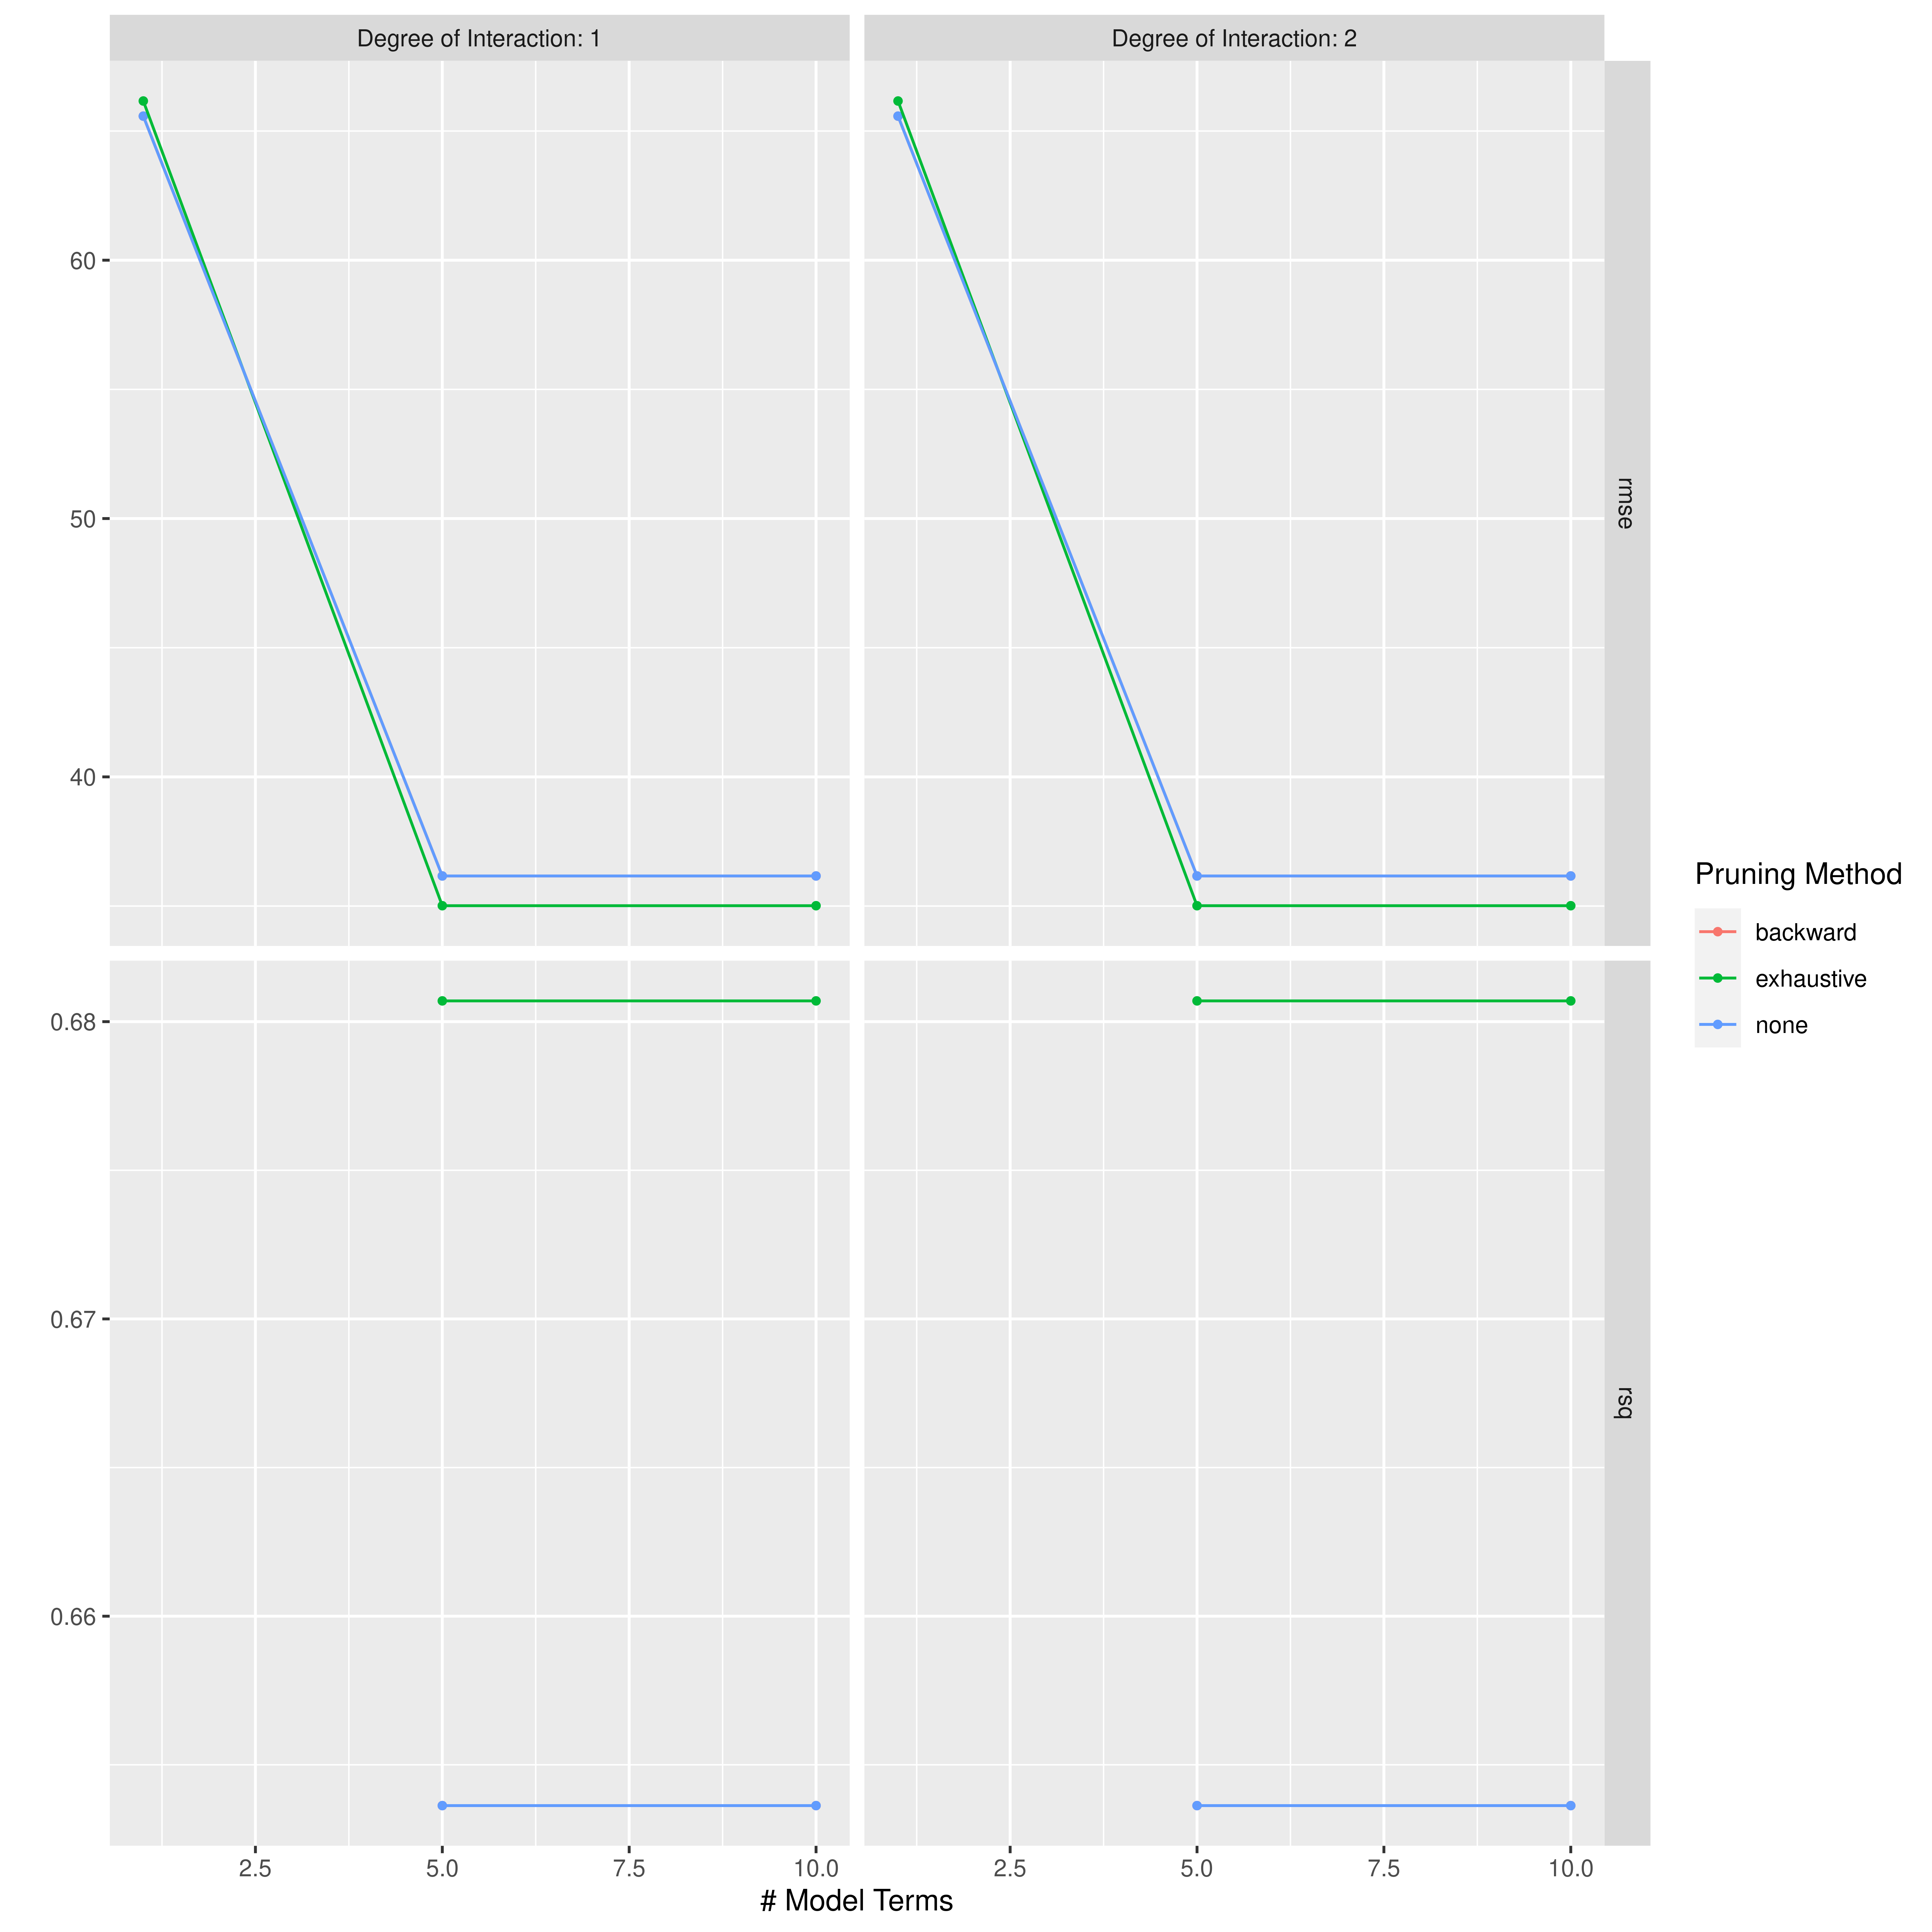 Degree of Interaction: 1
Degree of Interaction: 2
60
50
40
rmse
0.68
0.67
0.66
rsq
2.5
5.0
7.5
10.0
2.5
5.0
7.5
10.0
# Model Terms
Pruning Method
backward
exhaustive
none